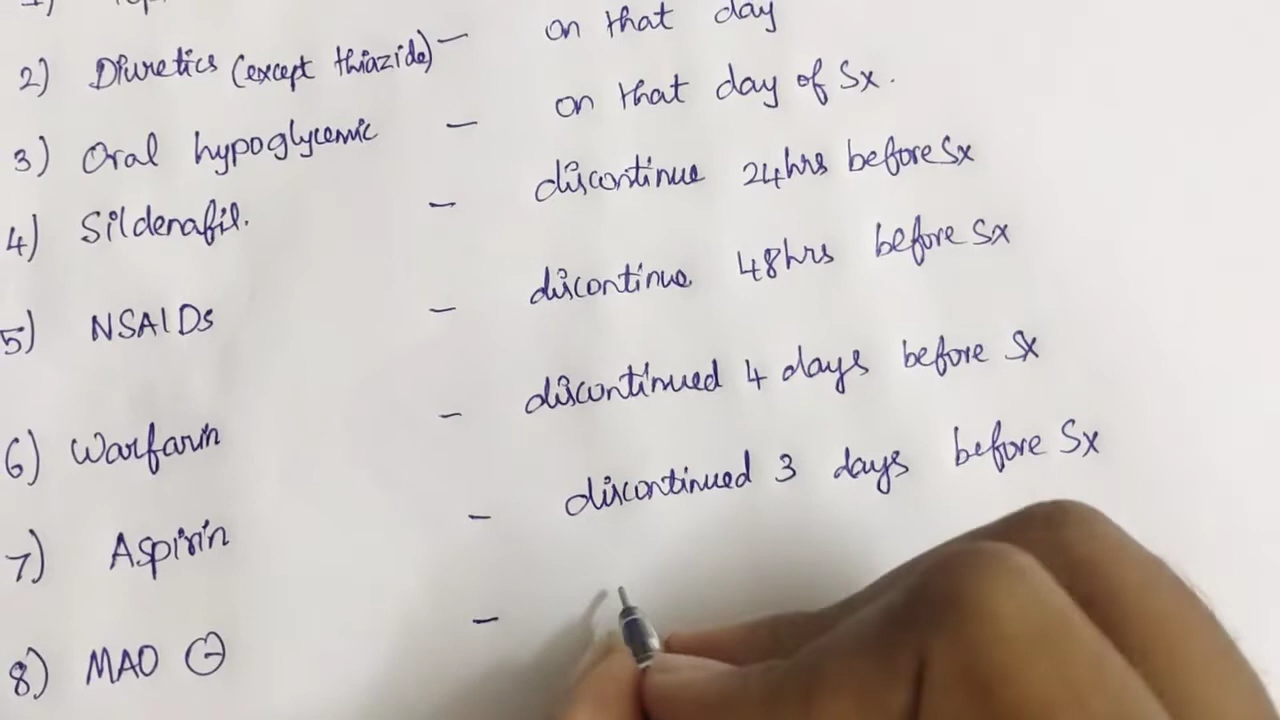 2) Diuretics (except thiazide) — on that day
3) Oral hypoglycemic — on that day of Sx.
4) Sildenafil. — discontinue 24hrs before Sx
5) NSAIDs — discontinue 48hrs before Sx
6) Warfarin — discontinued 4 days before Sx
7) Aspirin — discontinued 3 days before Sx
8) MAO ⊖ —